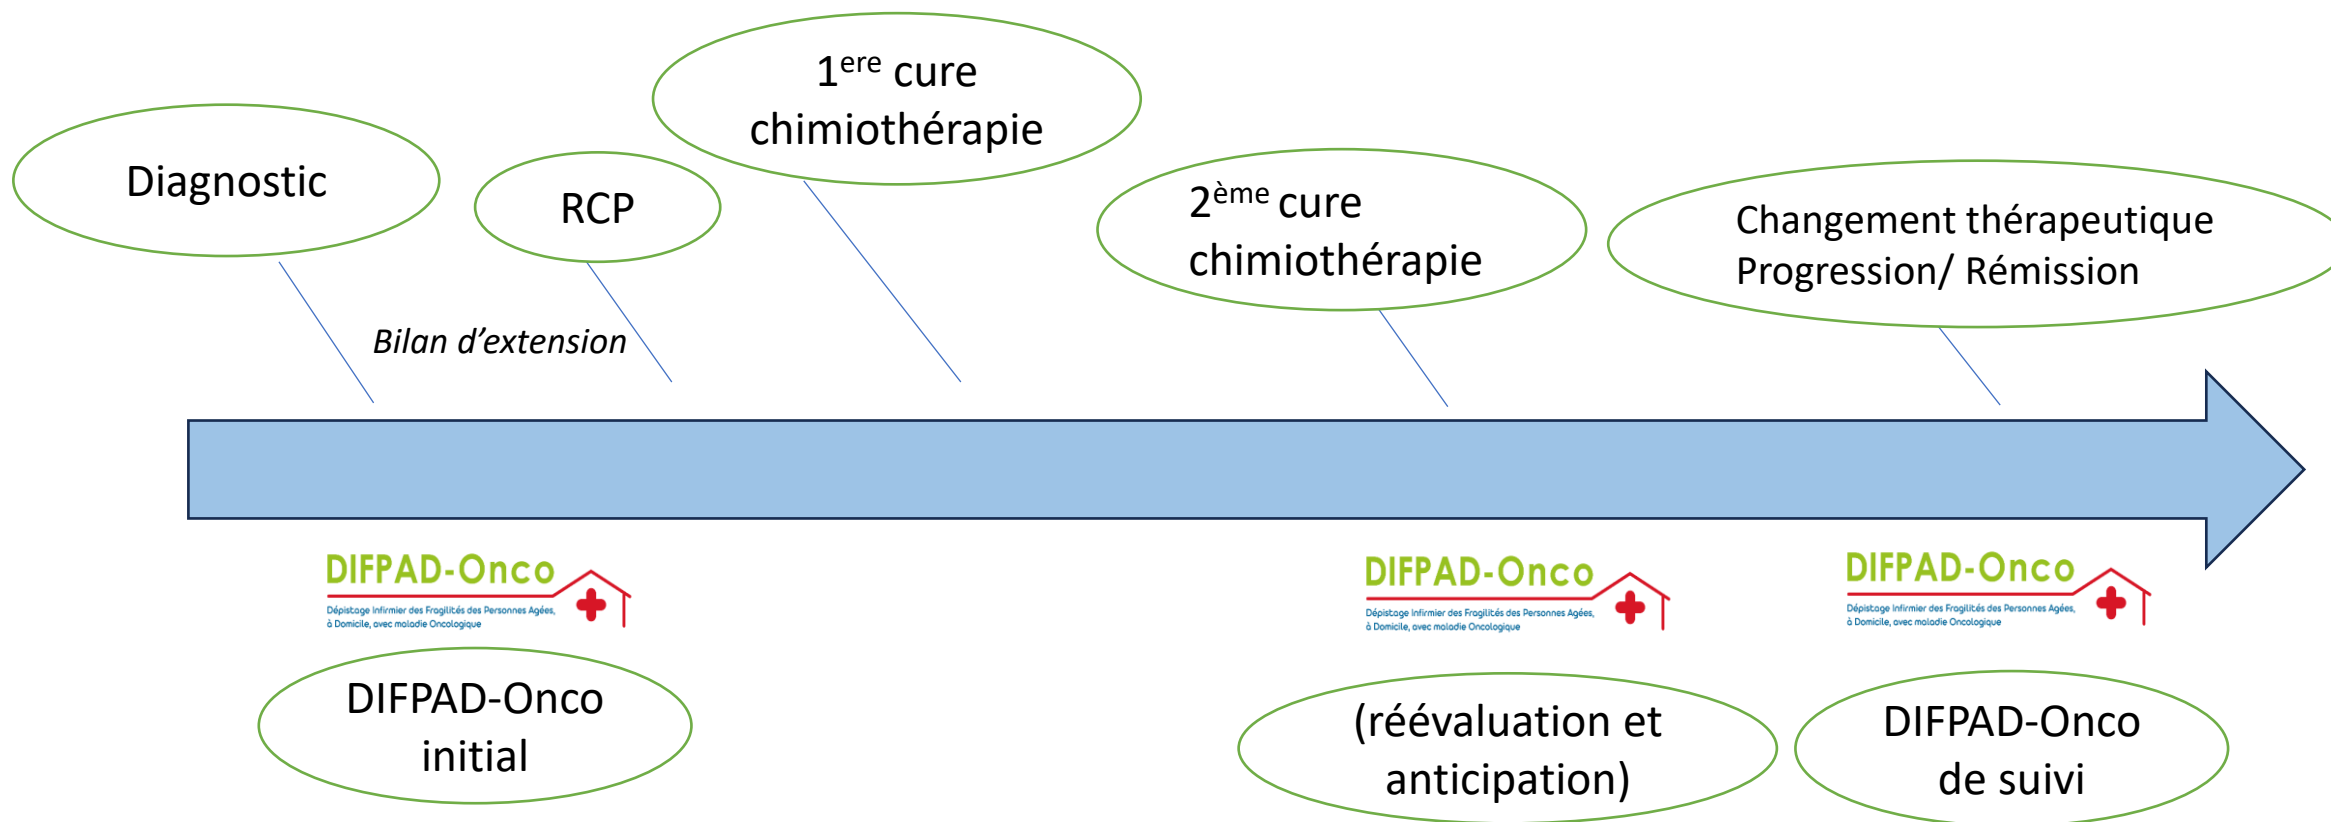 1ere cure
chimiothérapie
Diagnostic
RCP
2ème cure
chimiothérapie
Changement thérapeutique
Progression/ Rémission
Bilan d'extension
DIFPAD-Onco
Dépistage Infirmier des Fragilités des Personnes Agées,
à Domicile, avec maladie Oncologique
DIFPAD-Onco
Dépistage Infirmier des Fragilités des Personnes Agées,
à Domicile, avec maladie Oncologique
DIFPAD-Onco
Dépistage Infirmier des Fragilités des Personnes Agées,
à Domicile, avec maladie Oncologique
DIFPAD-Onco
initial
(réévaluation et
anticipation)
DIFPAD-Onco
de suivi